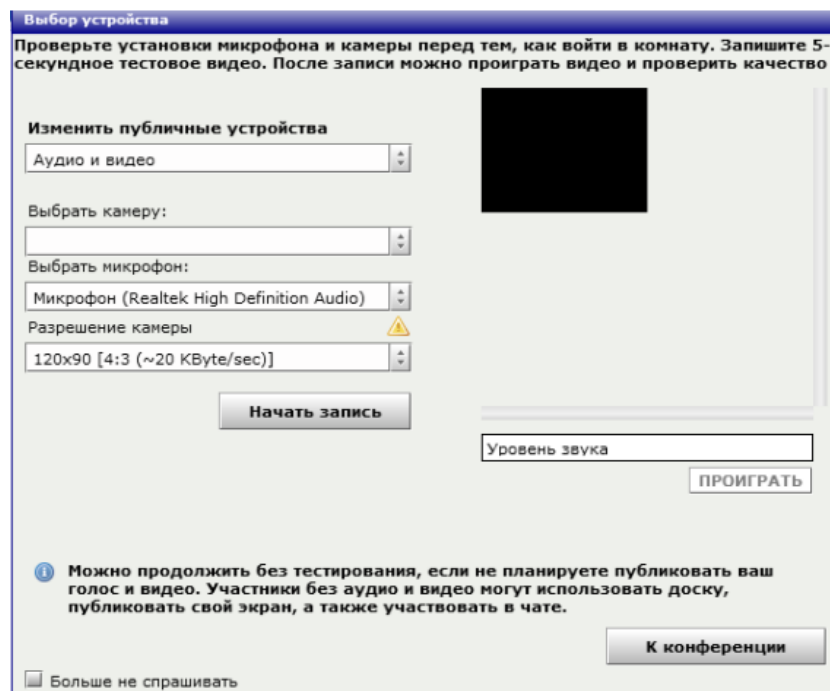 Выбор устройства
Проверьте установки микрофона и камеры перед тем, как войти в комнату. Запишите 5-
секундное тестовое видео. После записи можно проиграть видео и проверить качество
Изменить публичные устройства
Аудио и видео
Выбрать камеру:
Выбрать микрофон:
Микрофон (Realtek High Definition Audio)
Разрешение камеры
120x90 [4:3 (~20 KByte/sec)]
Начать запись
Уровень звука
ПРОИГРАТЬ
Можно продолжить без тестирования, если не планируете публиковать ваш
голос и видео. Участники без аудио и видео могут использовать доску,
публиковать свой экран, а также участвовать в чате.
К конференции
Больше не спрашивать